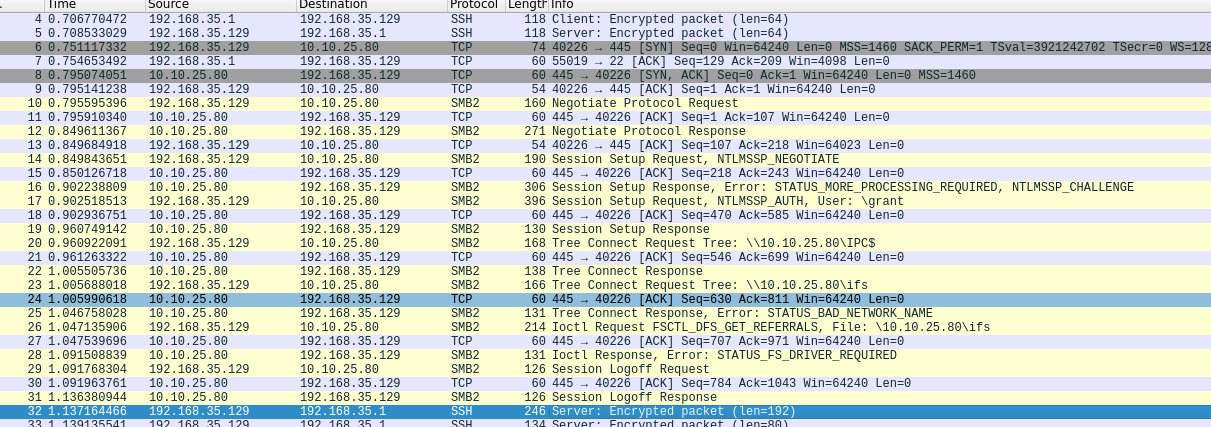 . Time Source Destination Protocol Length Info
4 0.706770472 192.168.35.1 192.168.35.129 SSH 118 Client: Encrypted packet (len=64)
5 0.708533029 192.168.35.129 192.168.35.1 SSH 118 Server: Encrypted packet (len=64)
6 0.751117332 192.168.35.129 10.10.25.80 TCP 74 40226 → 445 [SYN] Seq=0 Win=64240 Len=0 MSS=1460 SACK_PERM=1 TSval=3921242702 TSecr=0 WS=128
7 0.754653492 192.168.35.1 192.168.35.129 TCP 60 55019 → 22 [ACK] Seq=129 Ack=209 Win=4098 Len=0
8 0.795074051 10.10.25.80 192.168.35.129 TCP 60 445 → 40226 [SYN, ACK] Seq=0 Ack=1 Win=64240 Len=0 MSS=1460
9 0.795141238 192.168.35.129 10.10.25.80 TCP 54 40226 → 445 [ACK] Seq=1 Ack=1 Win=64240 Len=0
10 0.795595396 192.168.35.129 10.10.25.80 SMB2 160 Negotiate Protocol Request
11 0.795910340 10.10.25.80 192.168.35.129 TCP 60 445 → 40226 [ACK] Seq=1 Ack=107 Win=64240 Len=0
12 0.849611367 10.10.25.80 192.168.35.129 SMB2 271 Negotiate Protocol Response
13 0.849684918 192.168.35.129 10.10.25.80 TCP 54 40226 → 445 [ACK] Seq=107 Ack=218 Win=64023 Len=0
14 0.849843651 192.168.35.129 10.10.25.80 SMB2 190 Session Setup Request, NTLMSSP_NEGOTIATE
15 0.850126718 10.10.25.80 192.168.35.129 TCP 60 445 → 40226 [ACK] Seq=218 Ack=243 Win=64240 Len=0
16 0.902238809 10.10.25.80 192.168.35.129 SMB2 306 Session Setup Response, Error: STATUS_MORE_PROCESSING_REQUIRED, NTLMSSP_CHALLENGE
17 0.902518513 192.168.35.129 10.10.25.80 SMB2 396 Session Setup Request, NTLMSSP_AUTH, User: \grant
18 0.902936751 10.10.25.80 192.168.35.129 TCP 60 445 → 40226 [ACK] Seq=470 Ack=585 Win=64240 Len=0
19 0.960749142 10.10.25.80 192.168.35.129 SMB2 130 Session Setup Response
20 0.960922091 192.168.35.129 10.10.25.80 SMB2 168 Tree Connect Request Tree: \\10.10.25.80\IPC$
21 0.961263322 10.10.25.80 192.168.35.129 TCP 60 445 → 40226 [ACK] Seq=546 Ack=699 Win=64240 Len=0
22 1.005505736 10.10.25.80 192.168.35.129 SMB2 138 Tree Connect Response
23 1.005688018 192.168.35.129 10.10.25.80 SMB2 166 Tree Connect Request Tree: \\10.10.25.80\ifs
24 1.005990618 10.10.25.80 192.168.35.129 TCP 60 445 → 40226 [ACK] Seq=630 Ack=811 Win=64240 Len=0
25 1.046758028 10.10.25.80 192.168.35.129 SMB2 131 Tree Connect Response, Error: STATUS_BAD_NETWORK_NAME
26 1.047135906 192.168.35.129 10.10.25.80 SMB2 214 Ioctl Request FSCTL_DFS_GET_REFERRALS, File: \10.10.25.80\ifs
27 1.047539696 10.10.25.80 192.168.35.129 TCP 60 445 → 40226 [ACK] Seq=707 Ack=971 Win=64240 Len=0
28 1.091508839 10.10.25.80 192.168.35.129 SMB2 131 Ioctl Response, Error: STATUS_FS_DRIVER_REQUIRED
29 1.091768304 192.168.35.129 10.10.25.80 SMB2 126 Session Logoff Request
30 1.091963761 10.10.25.80 192.168.35.129 TCP 60 445 → 40226 [ACK] Seq=784 Ack=1043 Win=64240 Len=0
31 1.136380944 10.10.25.80 192.168.35.129 SMB2 126 Session Logoff Response
32 1.137164466 192.168.35.129 192.168.35.1 SSH 246 Server: Encrypted packet (len=192)
33 1.139135541 192.168.35.129 192.168.35.1 SSH 134 Server: Encrypted packet (len=80)